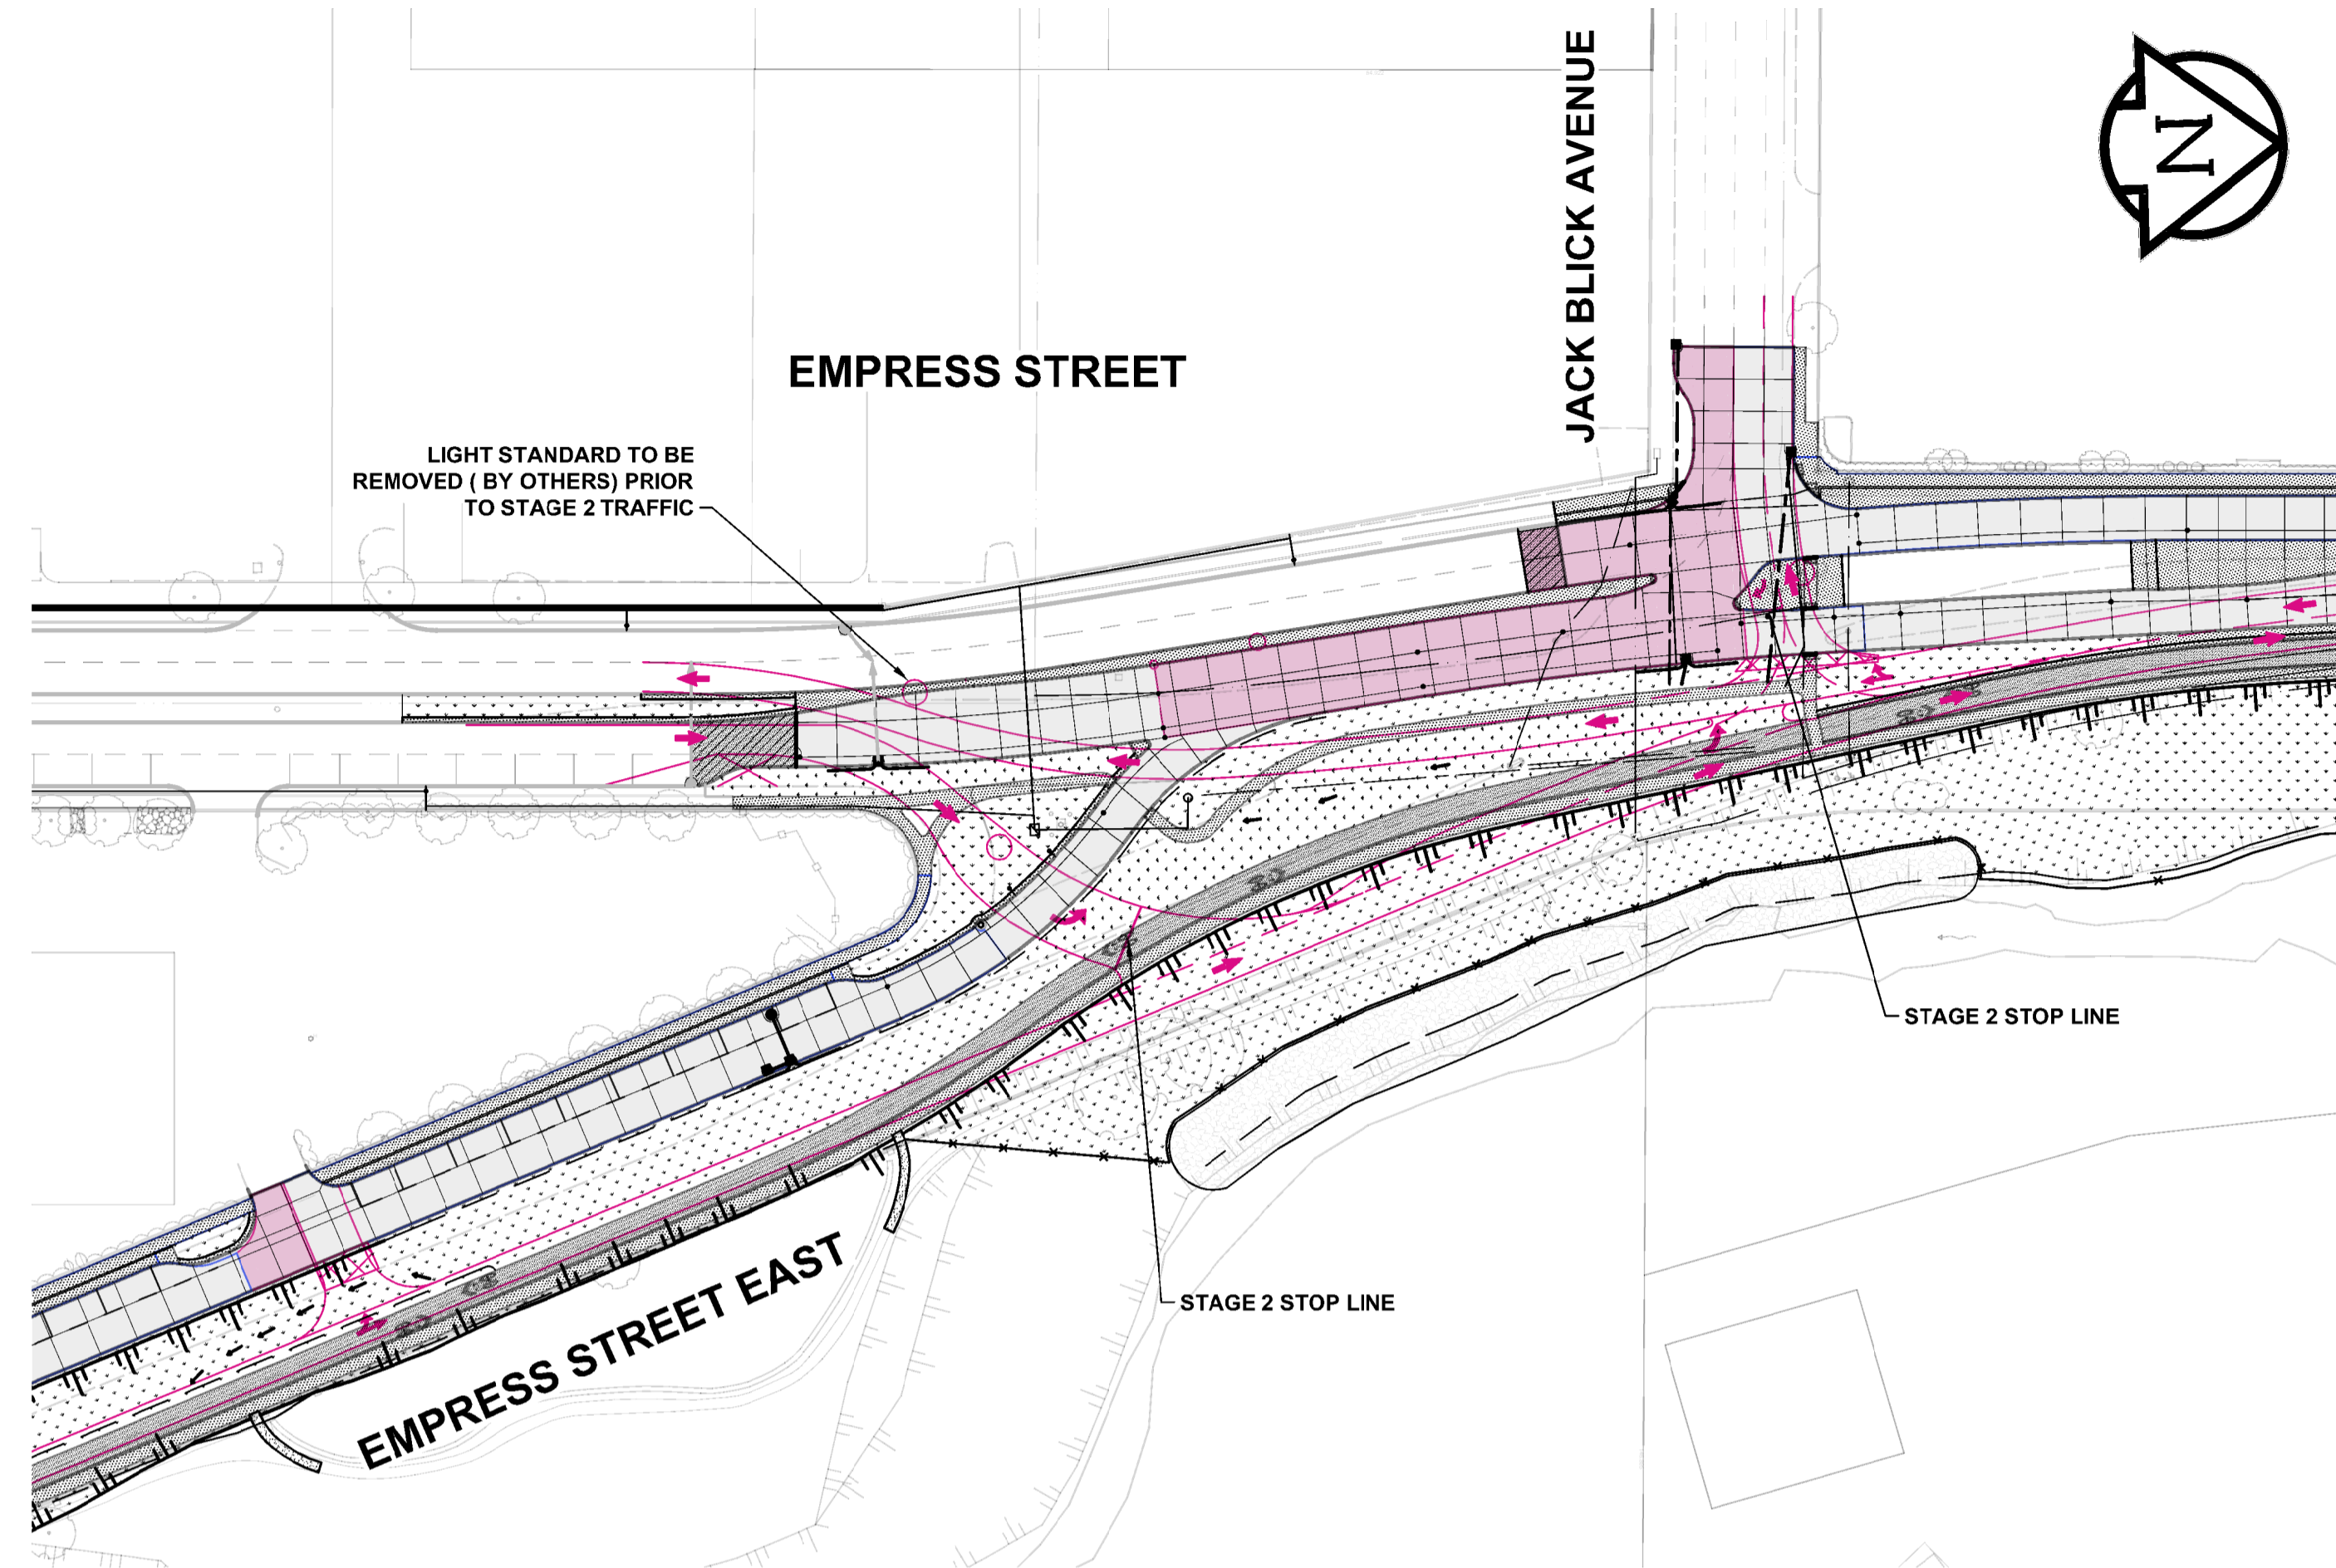 N
JACK BLICK AVENUE
EMPRESS STREET
LIGHT STANDARD TO BE
REMOVED ( BY OTHERS) PRIOR
TO STAGE 2 TRAFFIC
STAGE 2 STOP LINE
STAGE 2 STOP LINE
EMPRESS STREET EAST